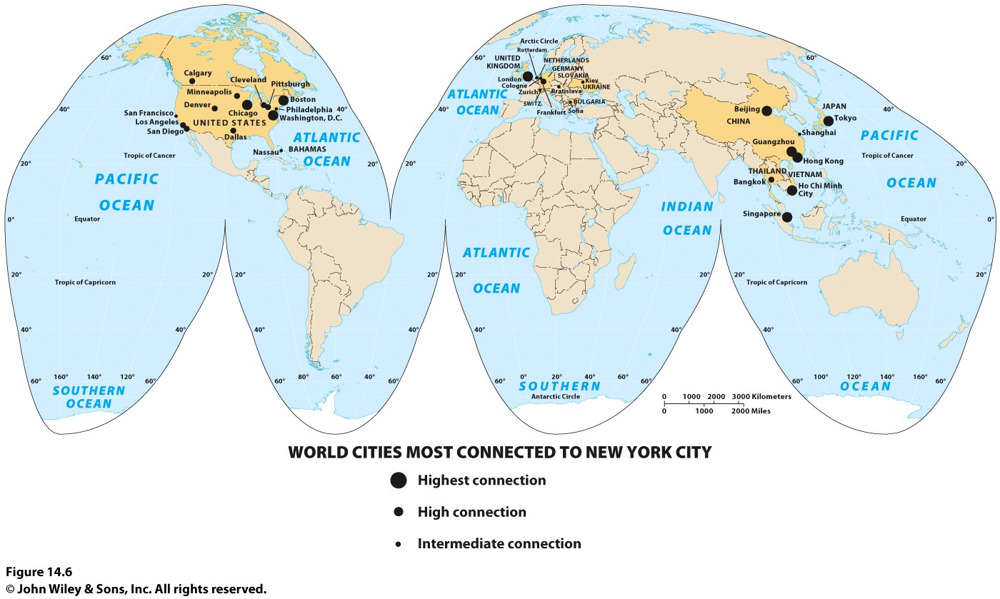 Arctic Circle
Rotterdam
60°
60°
UNITED
KINGDOM
NETHERLANDS
GERMANY
SLOVAKIA
Calgary
Cleveland
Pittsburgh
London
Cologne
Kiev
UKRAINE
Minneapolis
Zurich
Bratislava
ATLANTIC
OCEAN
Boston
Denver
SWITZ.
BULGARIA
Frankfurt
Sofia
40°
Chicago
Philadelphia
40°
40°
Beijing
JAPAN
40°
San Francisco
Washington, D.C.
Tokyo
Los Angeles
UNITED STATES
CHINA
San Diego
Dallas
ATLANTIC
OCEAN
Shanghai
PACIFIC
Guangzhou
Nassau
BAHAMAS
Tropic of Cancer
Tropic of Cancer
Hong Kong
20°
20°
20°
20°
PACIFIC
OCEAN
THAILAND
VIETNAM
Bangkok
OCEAN
Ho Chi Minh
City
INDIAN
OCEAN
Singapore
0°
Equator
Equator
0°
ATLANTIC
OCEAN
20°
20°
20°
20°
20°
20°
Tropic of Capricorn
Tropic of Capricorn
40°
40°
40°
40°
40°
40°
40°
60°
160°
140°
120°
60°
60°
80°
60°
40°
60°
60°
0°
20°
40°
60°
60°
60°
100°
120°
140°
160°
60°
SOUTHERN
OCEAN
SOUTHERN
OCEAN
Antarctic Circle
0 1000 2000 3000 Kilometers
0 1000 2000 Miles
WORLD CITIES MOST CONNECTED TO NEW YORK CITY
Highest connection
High connection
Intermediate connection
Figure 14.6
© John Wiley & Sons, Inc. All rights reserved.